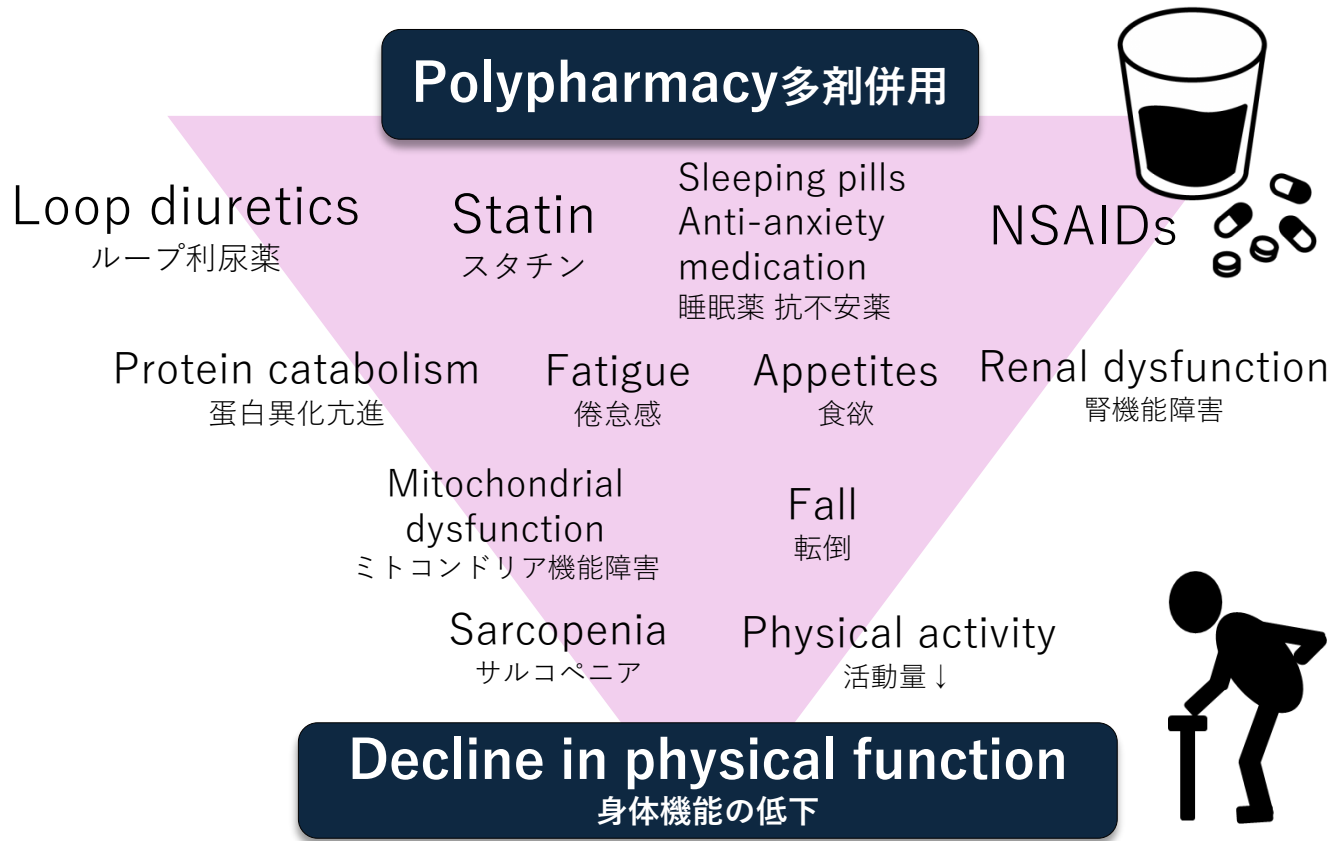 Polypharmacy多剤併用
Loop diuretics
ループ利尿薬
Statin
スタチン
Sleeping pills
Anti-anxiety
medication
睡眠薬 抗不安薬
NSAIDs
Protein catabolism
蛋白異化亢進
Fatigue
倦怠感
Appetites
食欲
Renal dysfunction
腎機能障害
Mitochondrial
dysfunction
ミトコンドリア機能障害
Fall
転倒
Sarcopenia
サルコペニア
Physical activity
活動量↓
Decline in physical function
身体機能の低下